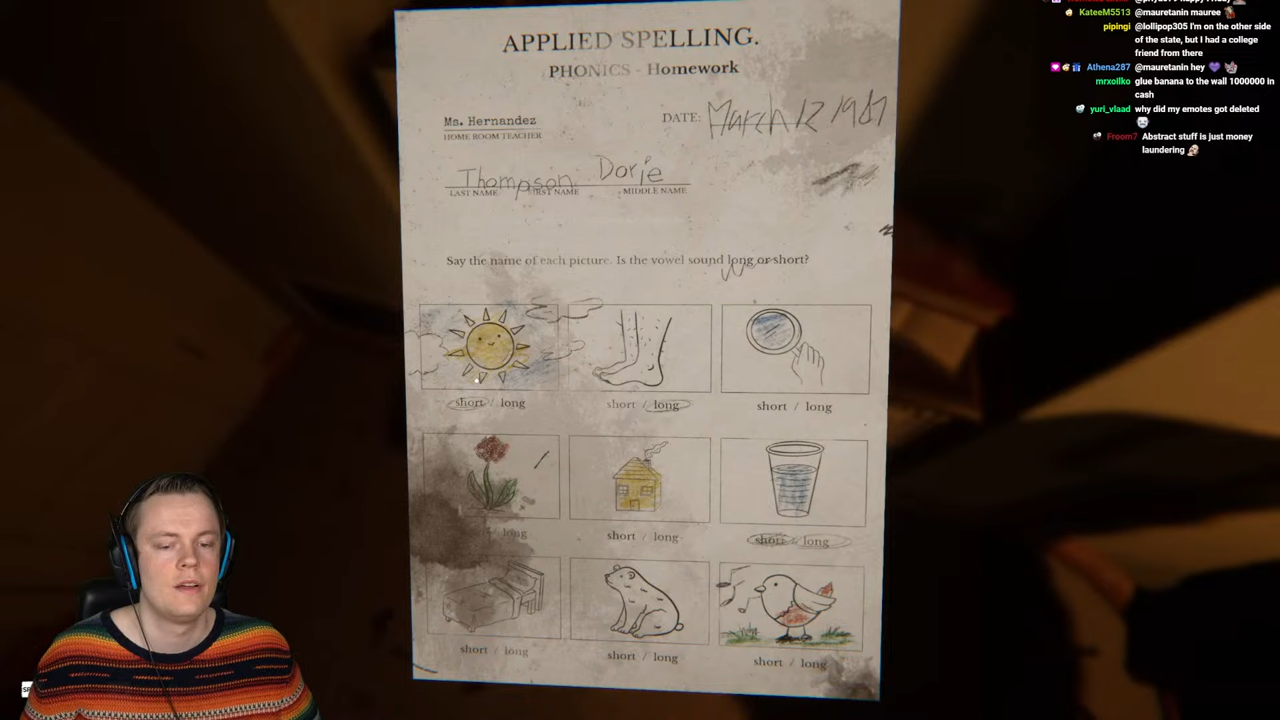 APPLIED SPELLING.
PHONICS - Homework
Ms. Hernandez
HOME ROOM TEACHER
DATE: March 12 1987
Thompson Dorie
LAST NAME FIRST NAME MIDDLE NAME
Say the name of each picture. Is the vowel sound long or short?
short / long
short / long
short / long
/ long
short / long
short / long
short / long
short / long
short / long
KateeM5513 @mauretanin mauree
pipingi @lollipop305 I'm on the other side
of the state, but I had a college
friend from there
Athena287 @mauretanin hey
mrxollko glue banana to the wall 1000000 in
cash
yuri_vlaad why did my emotes got deleted
Froom7 Abstract stuff is just money
laundering